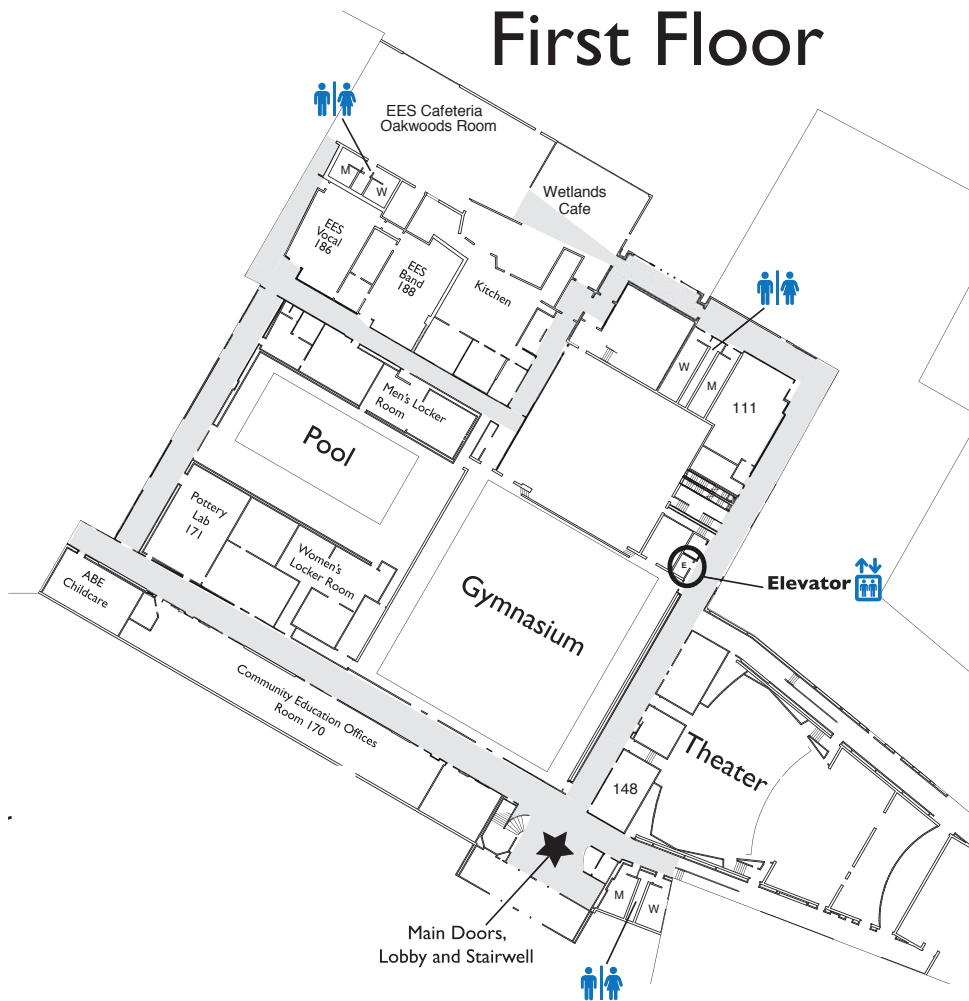 First Floor
EES Cafeteria
Oakwoods Room
M
W
Wetlands
Cafe
EES
Vocal
186
EES
Band
188
Kitchen
W
M
111
Men's Locker
Room
Pool
Pottery
Lab
171
Women's
Locker Room
ABE
Childcare
Gymnasium
E
Elevator
Community Education Offices
Room 170
Theater
148
M
W
Main Doors,
Lobby and Stairwell